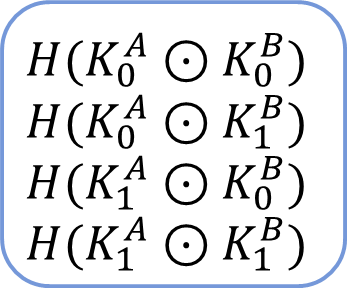 H(K_0^A ⊙ K_0^B)
H(K_0^A ⊙ K_1^B)
H(K_1^A ⊙ K_0^B)
H(K_1^A ⊙ K_1^B)